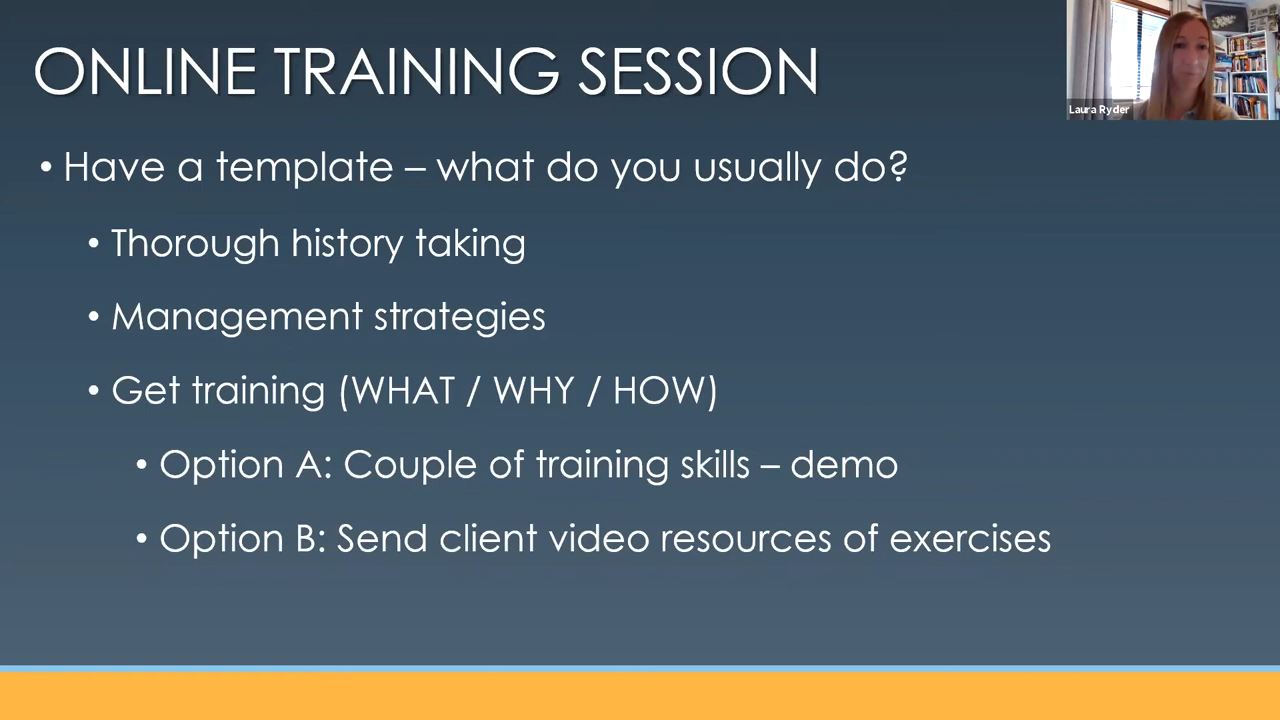 ONLINE TRAINING SESSION
Laura Ryder
• Have a template – what do you usually do?
• Thorough history taking
• Management strategies
• Get training (WHAT / WHY / HOW)
• Option A: Couple of training skills – demo
• Option B: Send client video resources of exercises